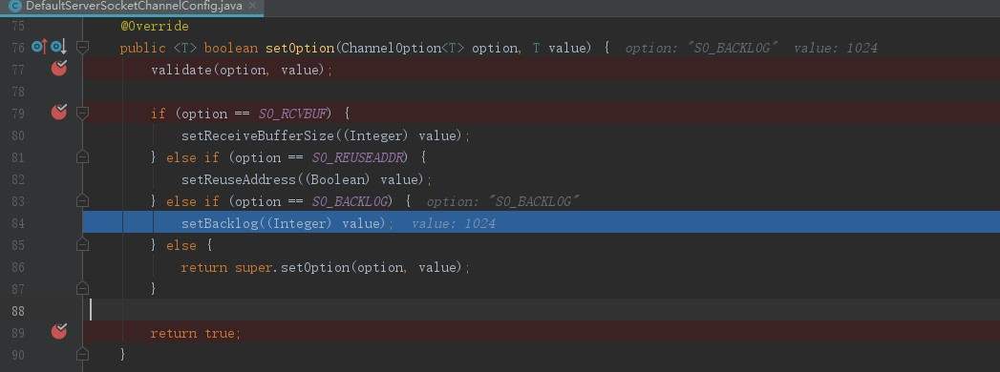 DefaultServerSocketChannelConfig.java ×
75 @Override
76 public <T> boolean setOption(ChannelOption<T> option, T value) { option: "SO_BACKLOG" value: 1024
77 validate(option, value);
78
79 if (option == SO_RCVBUF) {
80 setReceiveBufferSize((Integer) value);
81 } else if (option == SO_REUSEADDR) {
82 setReuseAddress((Boolean) value);
83 } else if (option == SO_BACKLOG) { option: "SO_BACKLOG"
84 setBacklog((Integer) value); value: 1024
85 } else {
86 return super.setOption(option, value);
87 }
88
89 return true;
90 }